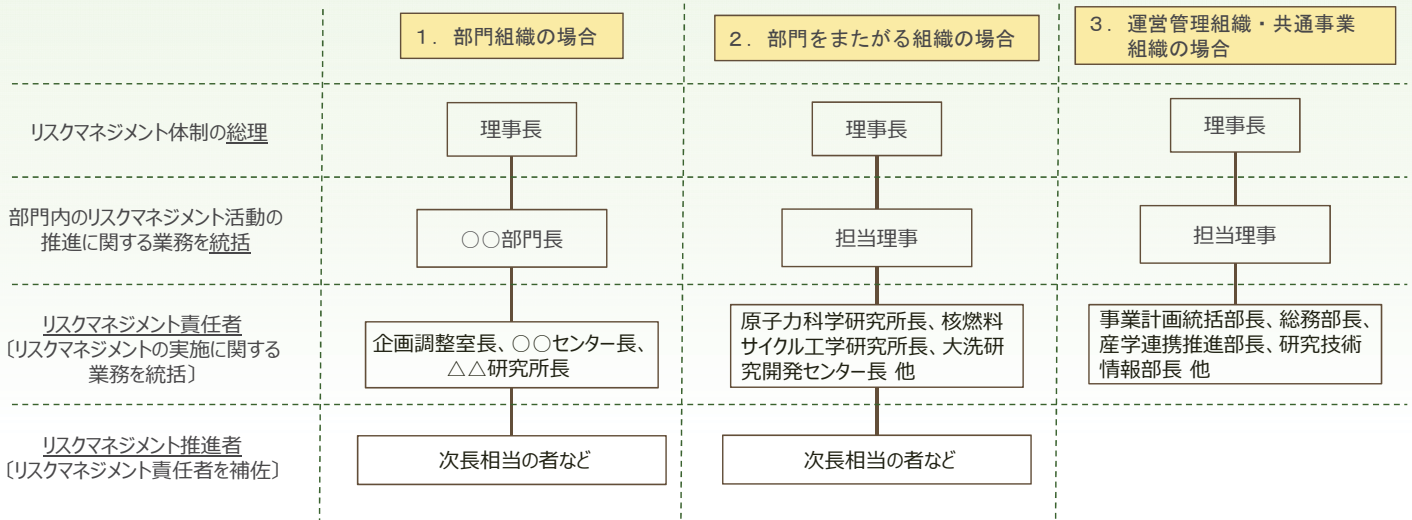 １．部門組織の場合
２．部門をまたがる組織の場合
３．運営管理組織・共通事業
組織の場合
リスクマネジメント体制の総理
理事長
理事長
理事長
部門内のリスクマネジメント活動の
推進に関する業務を統括
○○部門長
担当理事
担当理事
リスクマネジメント責任者
〔リスクマネジメントの実施に関する
業務を統括〕
企画調整室長、○○センター長、
△△研究所長
原子力科学研究所長、核燃料
サイクル工学研究所長、大洗研
究開発センター長 他
事業計画統括部長、総務部長、
産学連携推進部長、研究技術
情報部長 他
リスクマネジメント推進者
〔リスクマネジメント責任者を補佐〕
次長相当の者など
次長相当の者など